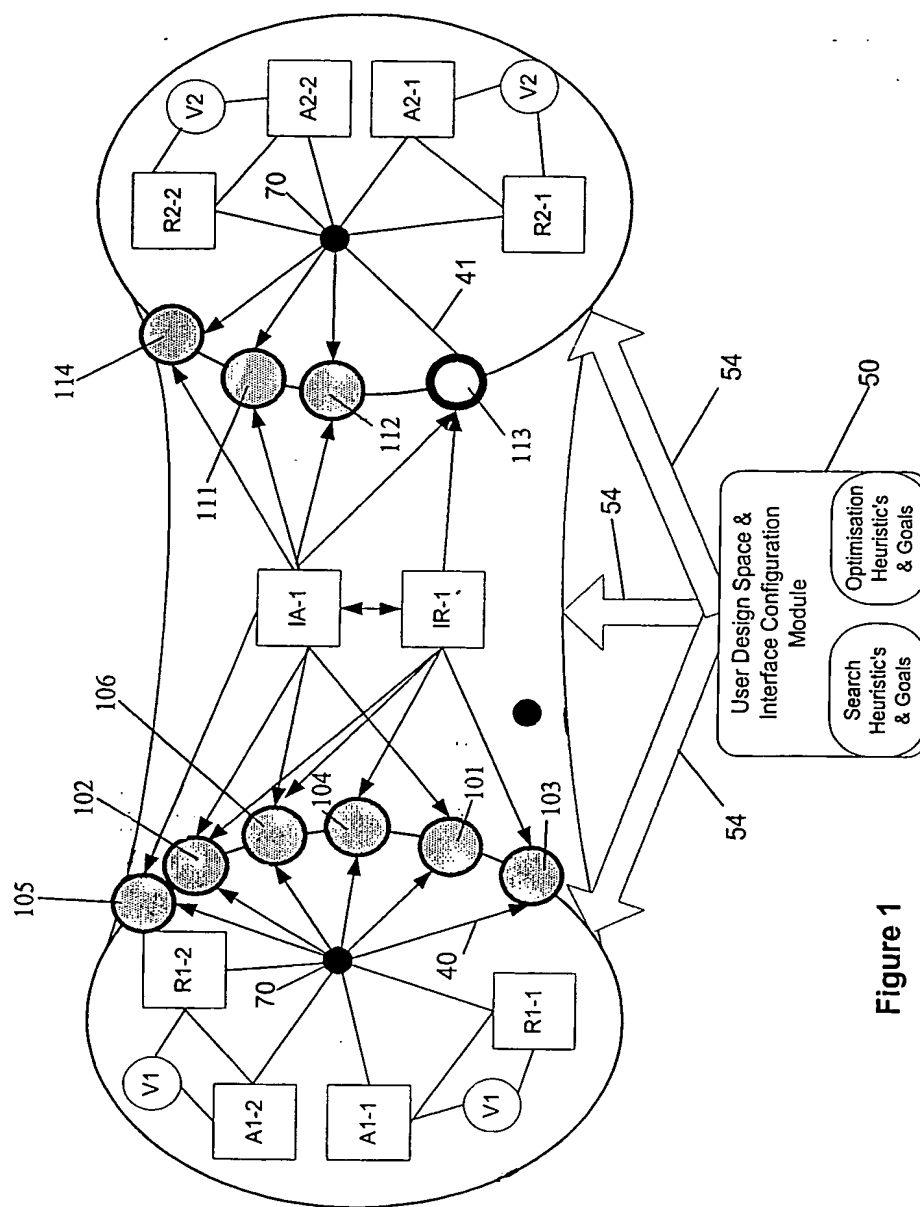 105
102
106
104
101
103
114
111
112
113
R1-2
V1
A1-2
70
40
A1-1
R1-1
V1
IA-1
IR-1
R2-2
V2
A2-2
70
A2-1
V2
R2-1
41
54
54
54
50
User Design Space &
Interface Configuration
Module
Search
Heuristic's
& Goals
Optimisation
Heuristic's
& Goals
Figure 1